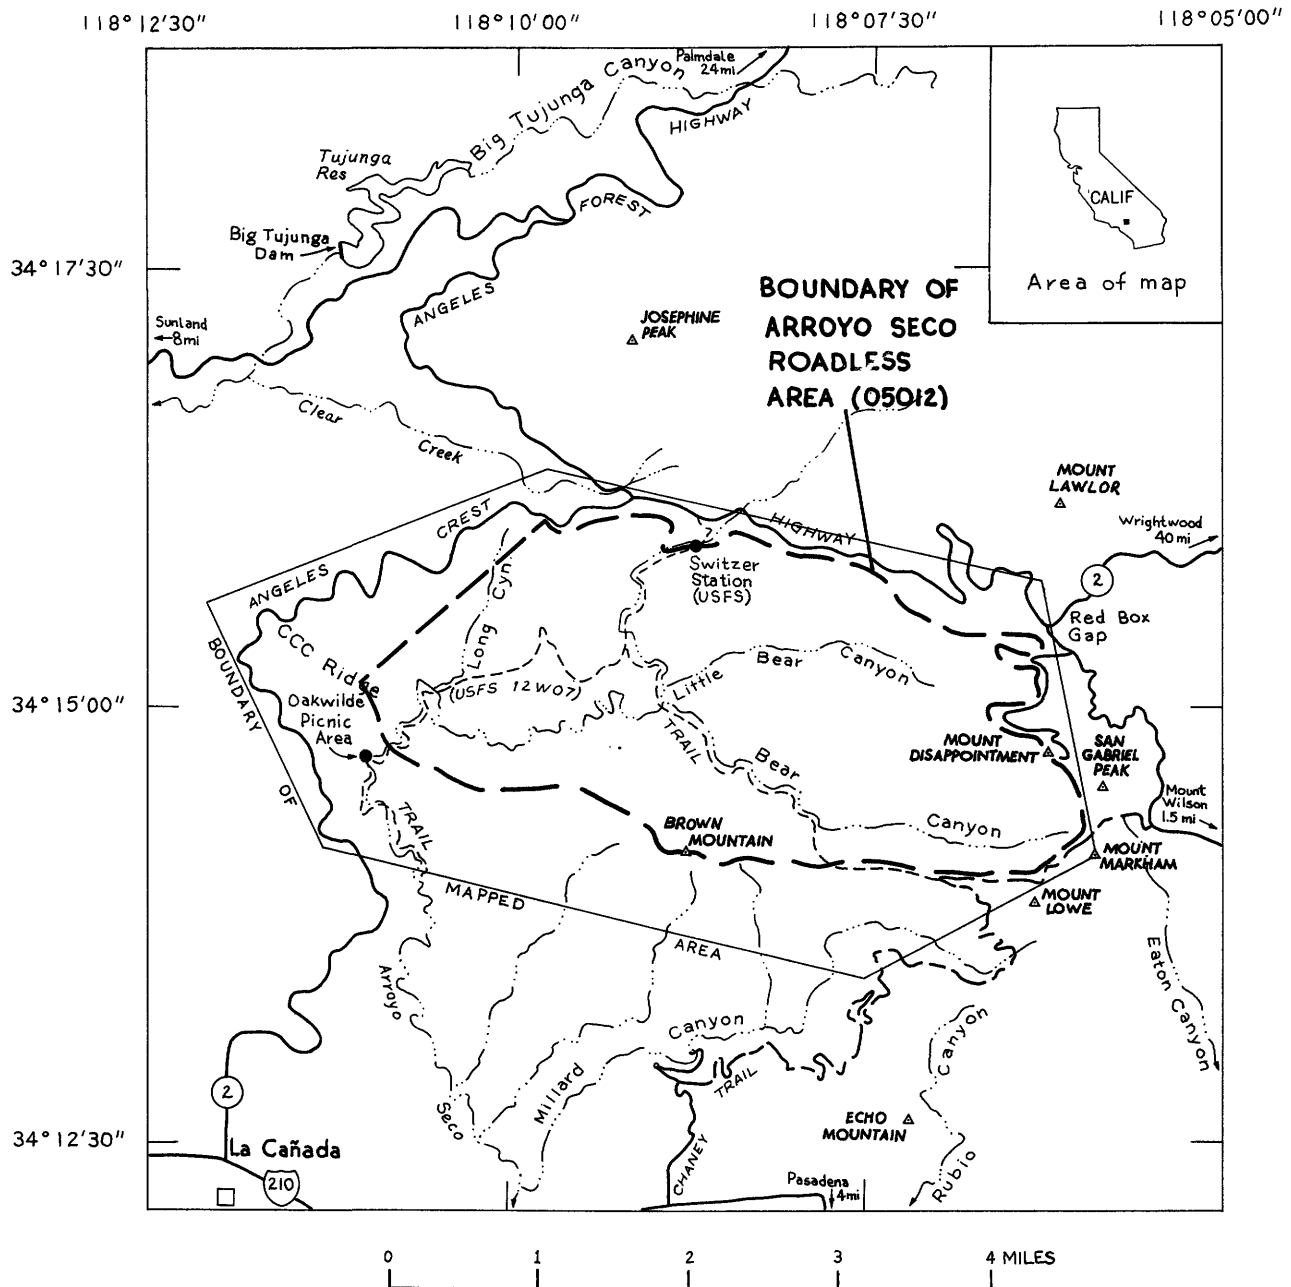 118°12'30"
118°10'00"
118°07'30"
118°05'00"
Palmdale
24mi
Big Tujunga Canyon
HIGHWAY
Tujunga
Res
FOREST
CALIF
Big Tujunga
Dam
34°17'30"
Area of map
ANGELES
BOUNDARY OF
ARROYO SECO
ROADLESS
AREA (05012)
JOSEPHINE
PEAK
Sunland
8mi
Clear
Creek
MOUNT
LAWLOR
CREST
HIGHWAY
Wrightwood
40 mi
ANGELES
Switzer
Station
(USFS)
2
Red Box
Gap
Long Cyn
CCC Ridge
Little
Bear
Canyon
(USFS 12W07)
34°15'00"
Oakwilde
Picnic
Area
BOUNDARY
OF
TRAIL
MOUNT
DISAPPOINTMENT
SAN
GABRIEL
PEAK
Bear
Canyon
Mount
Wilson
1.5 mi
TRAIL
BROWN
MOUNTAIN
MOUNT
MARKHAM
MAPPED
AREA
MOUNT
LOWE
Arroyo
Seco
Eaton Canyon
Millard
Canyon
TRAIL
Canyon
Rubio
2
ECHO
MOUNTAIN
34°12'30"
La Cañada
210
CHANEY
Pasadena
4mi
0
1
2
3
4 MILES